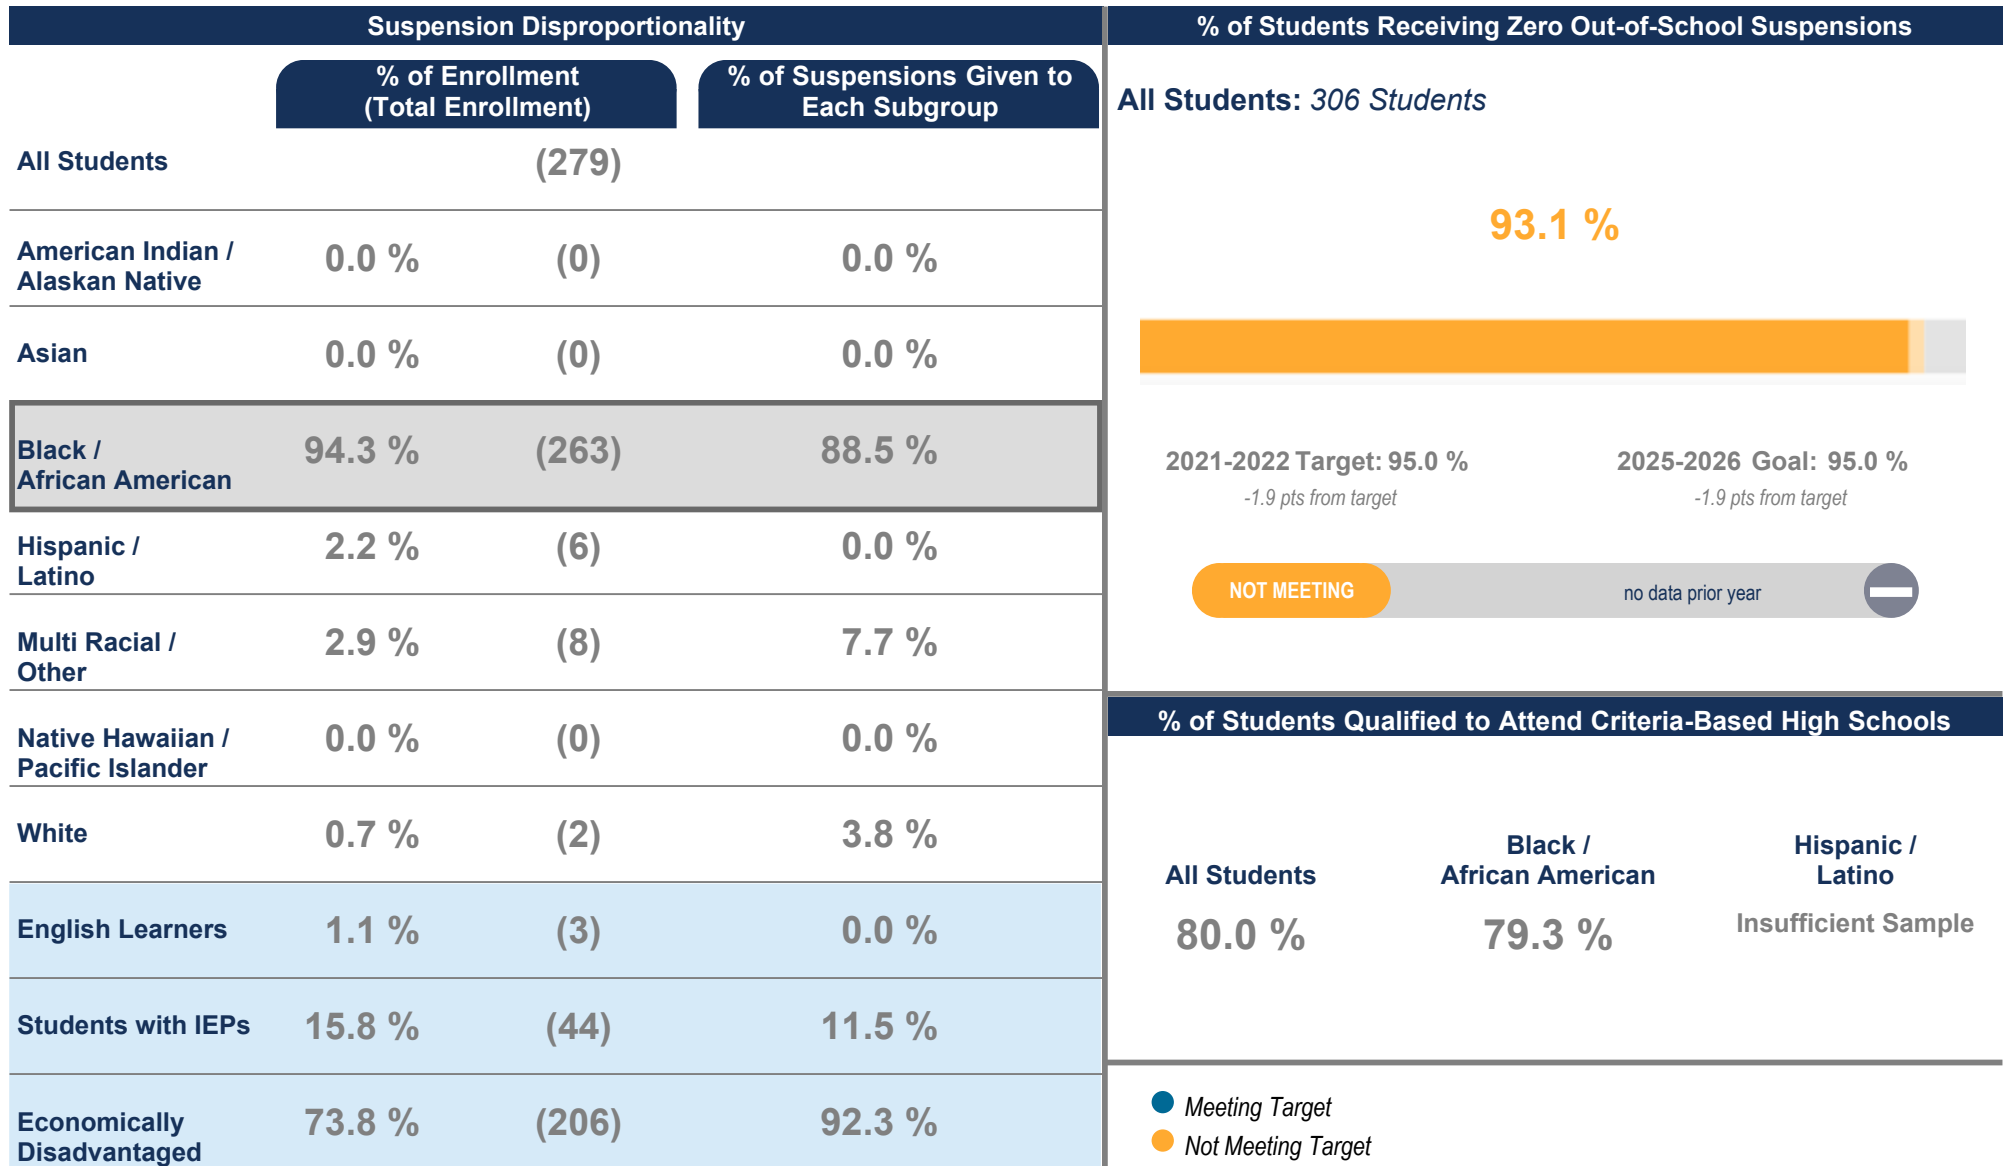 Suspension Disproportionality
% of Enrollment
(Total Enrollment)
% of Suspensions Given to
Each Subgroup
All Students (279)
American Indian /
Alaskan Native
0.0 % (0) 0.0 %
Asian 0.0 % (0) 0.0 %
Black /
African American
94.3 % (263) 88.5 %
Hispanic /
Latino
2.2 % (6) 0.0 %
Multi Racial /
Other
2.9 % (8) 7.7 %
Native Hawaiian /
Pacific Islander
0.0 % (0) 0.0 %
White 0.7 % (2) 3.8 %
English Learners 1.1 % (3) 0.0 %
Students with IEPs 15.8 % (44) 11.5 %
Economically
Disadvantaged
73.8 % (206) 92.3 %
% of Students Receiving Zero Out-of-School Suspensions
All Students: 306 Students
93.1 %
2021-2022 Target: 95.0 %
-1.9 pts from target
2025-2026 Goal: 95.0 %
-1.9 pts from target
NOT MEETING
no data prior year
% of Students Qualified to Attend Criteria-Based High Schools
All Students
80.0 %
Black /
African American
79.3 %
Hispanic /
Latino
Insufficient Sample
Meeting Target
Not Meeting Target